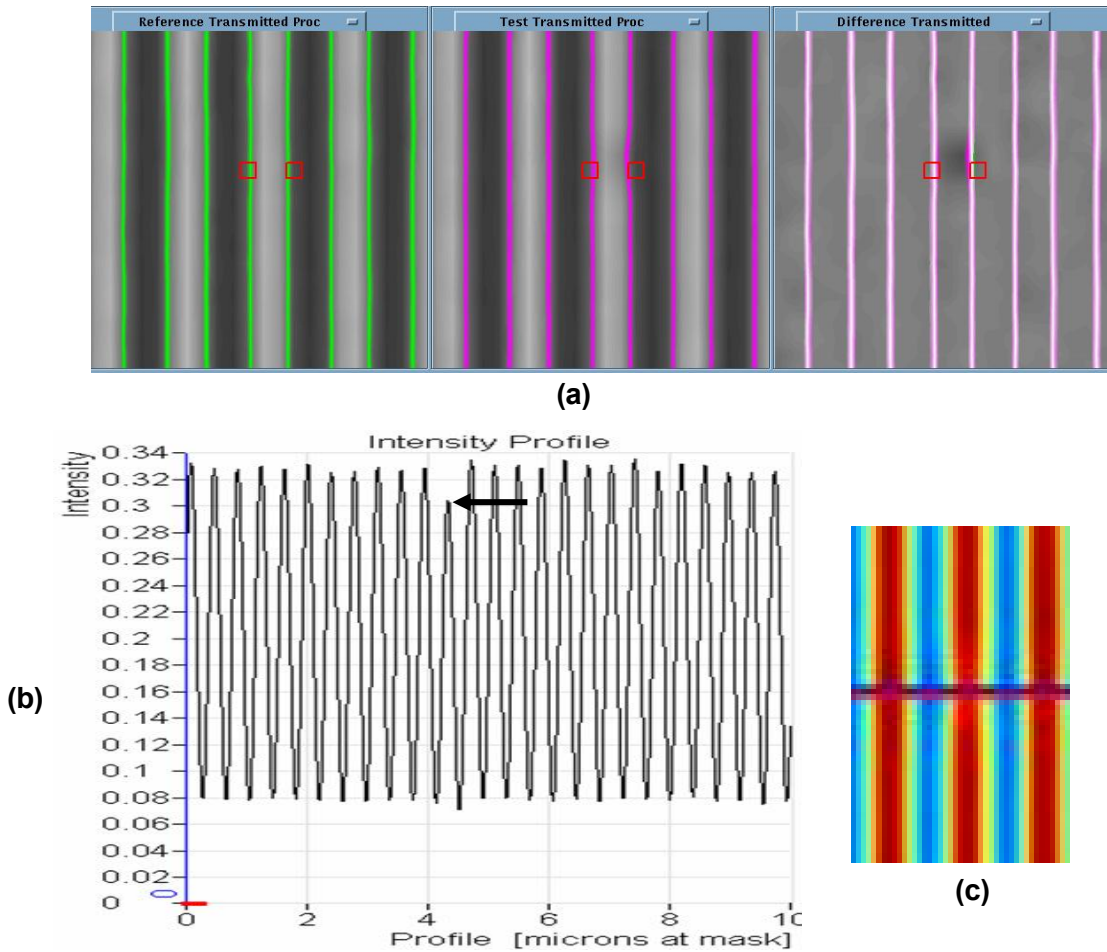 Reference Transmitted Proc
Test Transmitted Proc
Difference Transmitted
(a)
Intensity Profile
Intensity
0.34
0.32
0.3
0.28
0.26
0.24
0.22
0.2
0.18
0.16
0.14
0.12
0.1
0.08
0.06
0.04
0.02
0
0
0 2 4 6 8 10
Profile [microns at mask]
(b)
(c)